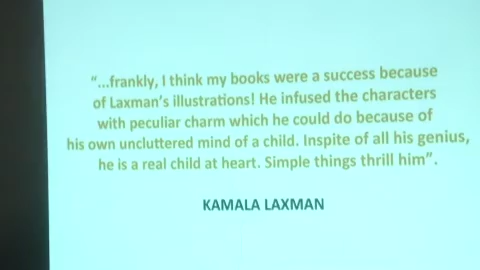 “...frankly, I think my books were a success because
of Laxman’s illustrations! He infused the characters
with peculiar charm which he could do because of
his own uncluttered mind of a child. Inspite of all his genius,
he is a real child at heart. Simple things thrill him”.
KAMALA LAXMAN